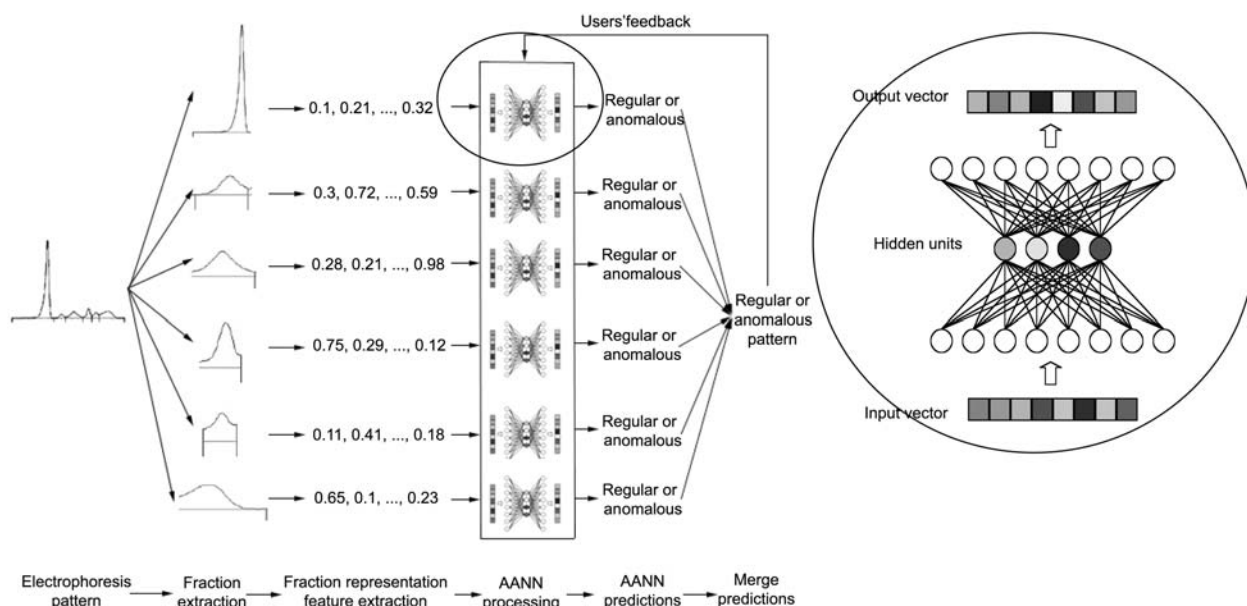 Users'feedback
0.1, 0.21, ..., 0.32
Regular or
anomalous
0.3, 0.72, ..., 0.59
Regular or
anomalous
0.28, 0.21, ..., 0.98
Regular or
anomalous
0.75, 0.29, ..., 0.12
Regular or
anomalous
0.11, 0.41, ..., 0.18
Regular or
anomalous
0.65, 0.1, ..., 0.23
Regular or
anomalous
Regular or
anomalous
pattern
Output vector
Hidden units
Input vector
Electrophoresis
pattern
Fraction
extraction
Fraction representation
feature extraction
AANN
processing
AANN
predictions
Merge
predictions